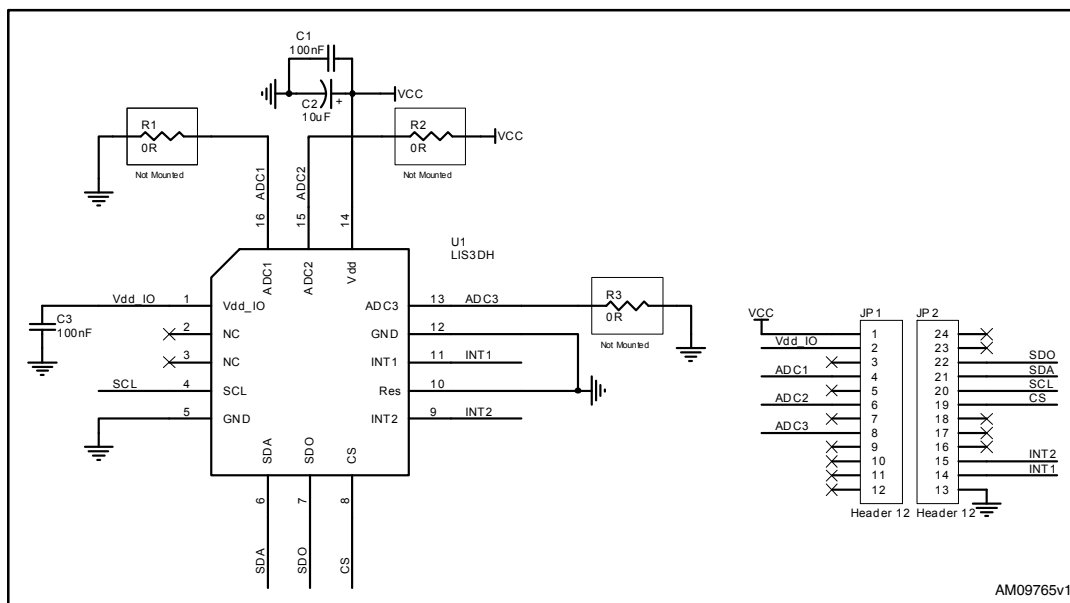 C1
100nF
C2
10uF
+
VCC
R1
0R
Not Mounted
R2
0R
VCC
Not Mounted
ADC1
ADC2
16
15
14
U1
LIS3DH
ADC1
ADC2
Vdd
Vdd_IO
1
Vdd_IO
ADC3
13
ADC3
R3
0R
Not Mounted
C3
100nF
2
NC
GND
12
3
NC
INT1
11
INT1
SCL
4
SCL
Res
10
5
GND
INT2
9
INT2
SDA
SDO
CS
6
7
8
SDA
SDO
CS
VCC
JP1
JP2
1
24
Vdd_IO
2
23
3
22
SDO
ADC1
4
21
SDA
5
20
SCL
ADC2
6
19
CS
7
18
ADC3
8
17
9
16
10
15
INT2
11
14
INT1
12
13
Header 12
Header 12
AM09765v1